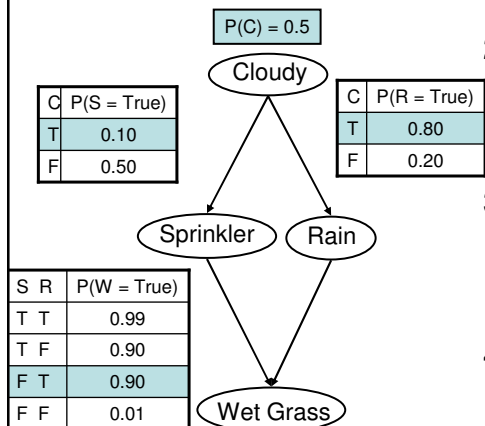 P(C) = 0.5
Cloudy
C P(S = True)
T 0.10
F 0.50
C P(R = True)
T 0.80
F 0.20
Sprinkler
Rain
S R P(W = True)
T T 0.99
T F 0.90
F T 0.90
F F 0.01
Wet Grass